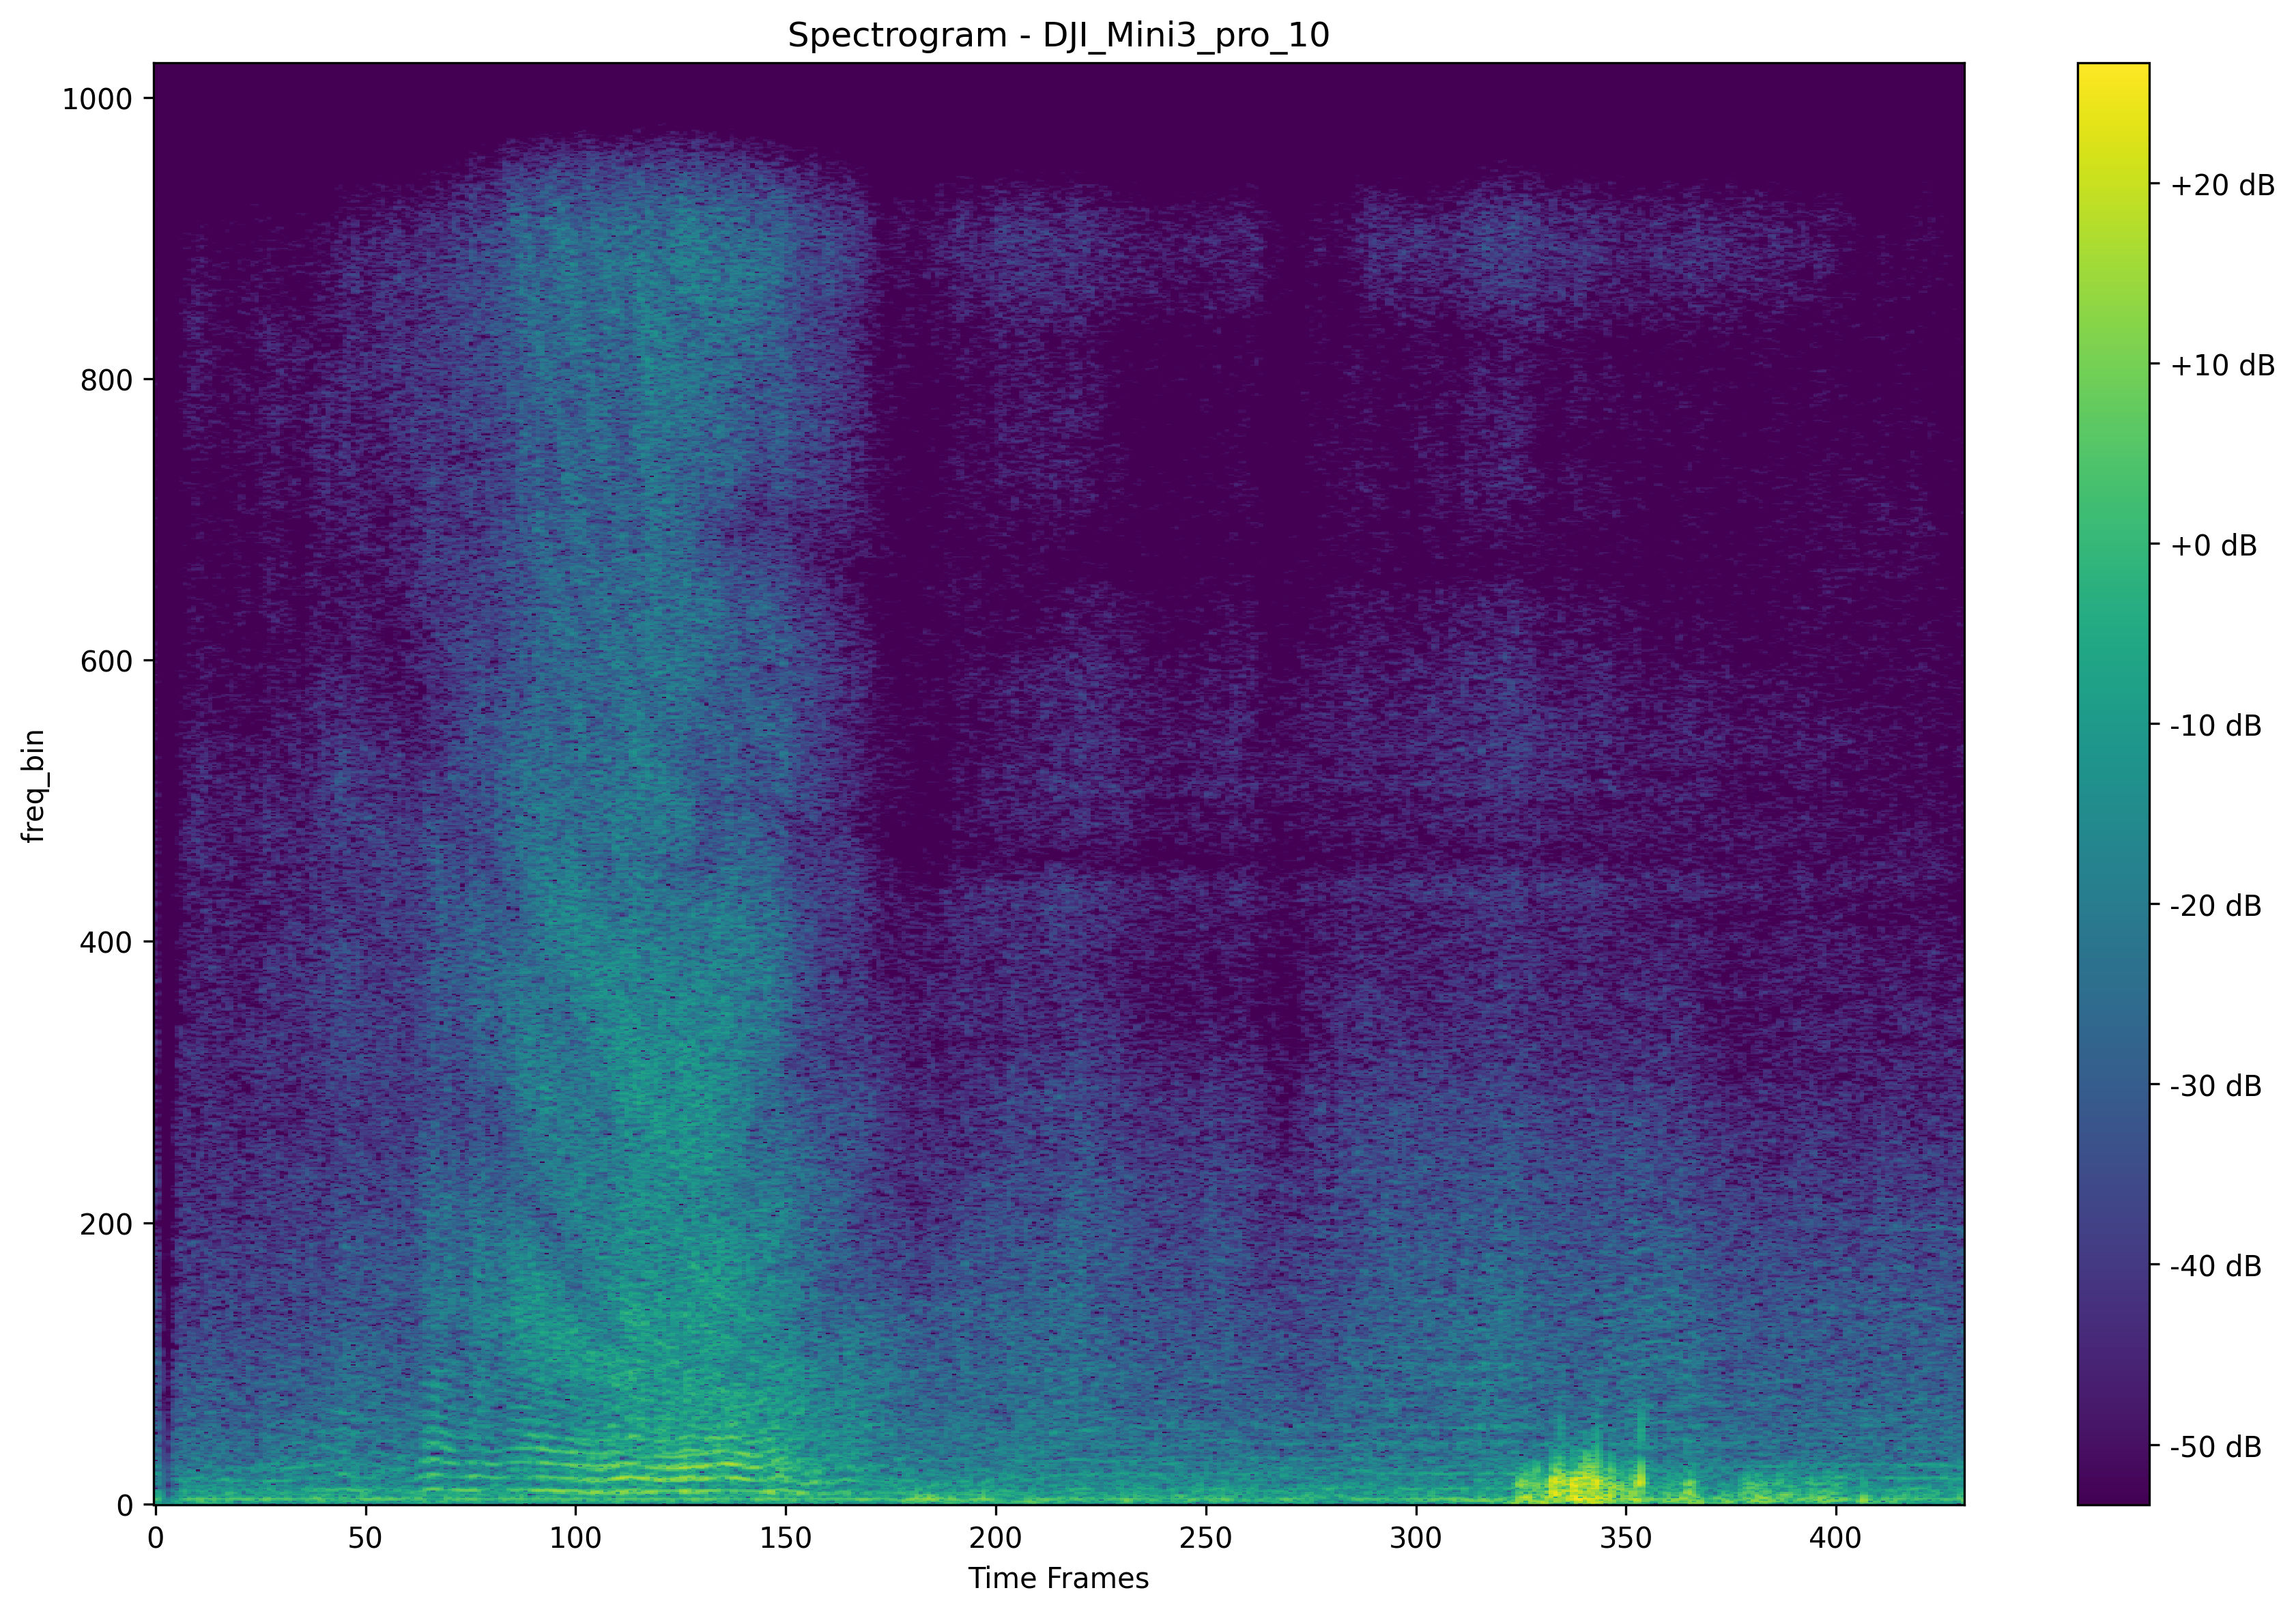 Spectrogram - DJI_Mini3_pro_10
1000
800
600
400
200
0
freq_bin
0 50 100 150 200 250 300 350 400
Time Frames
+20 dB
+10 dB
+0 dB
-10 dB
-20 dB
-30 dB
-40 dB
-50 dB